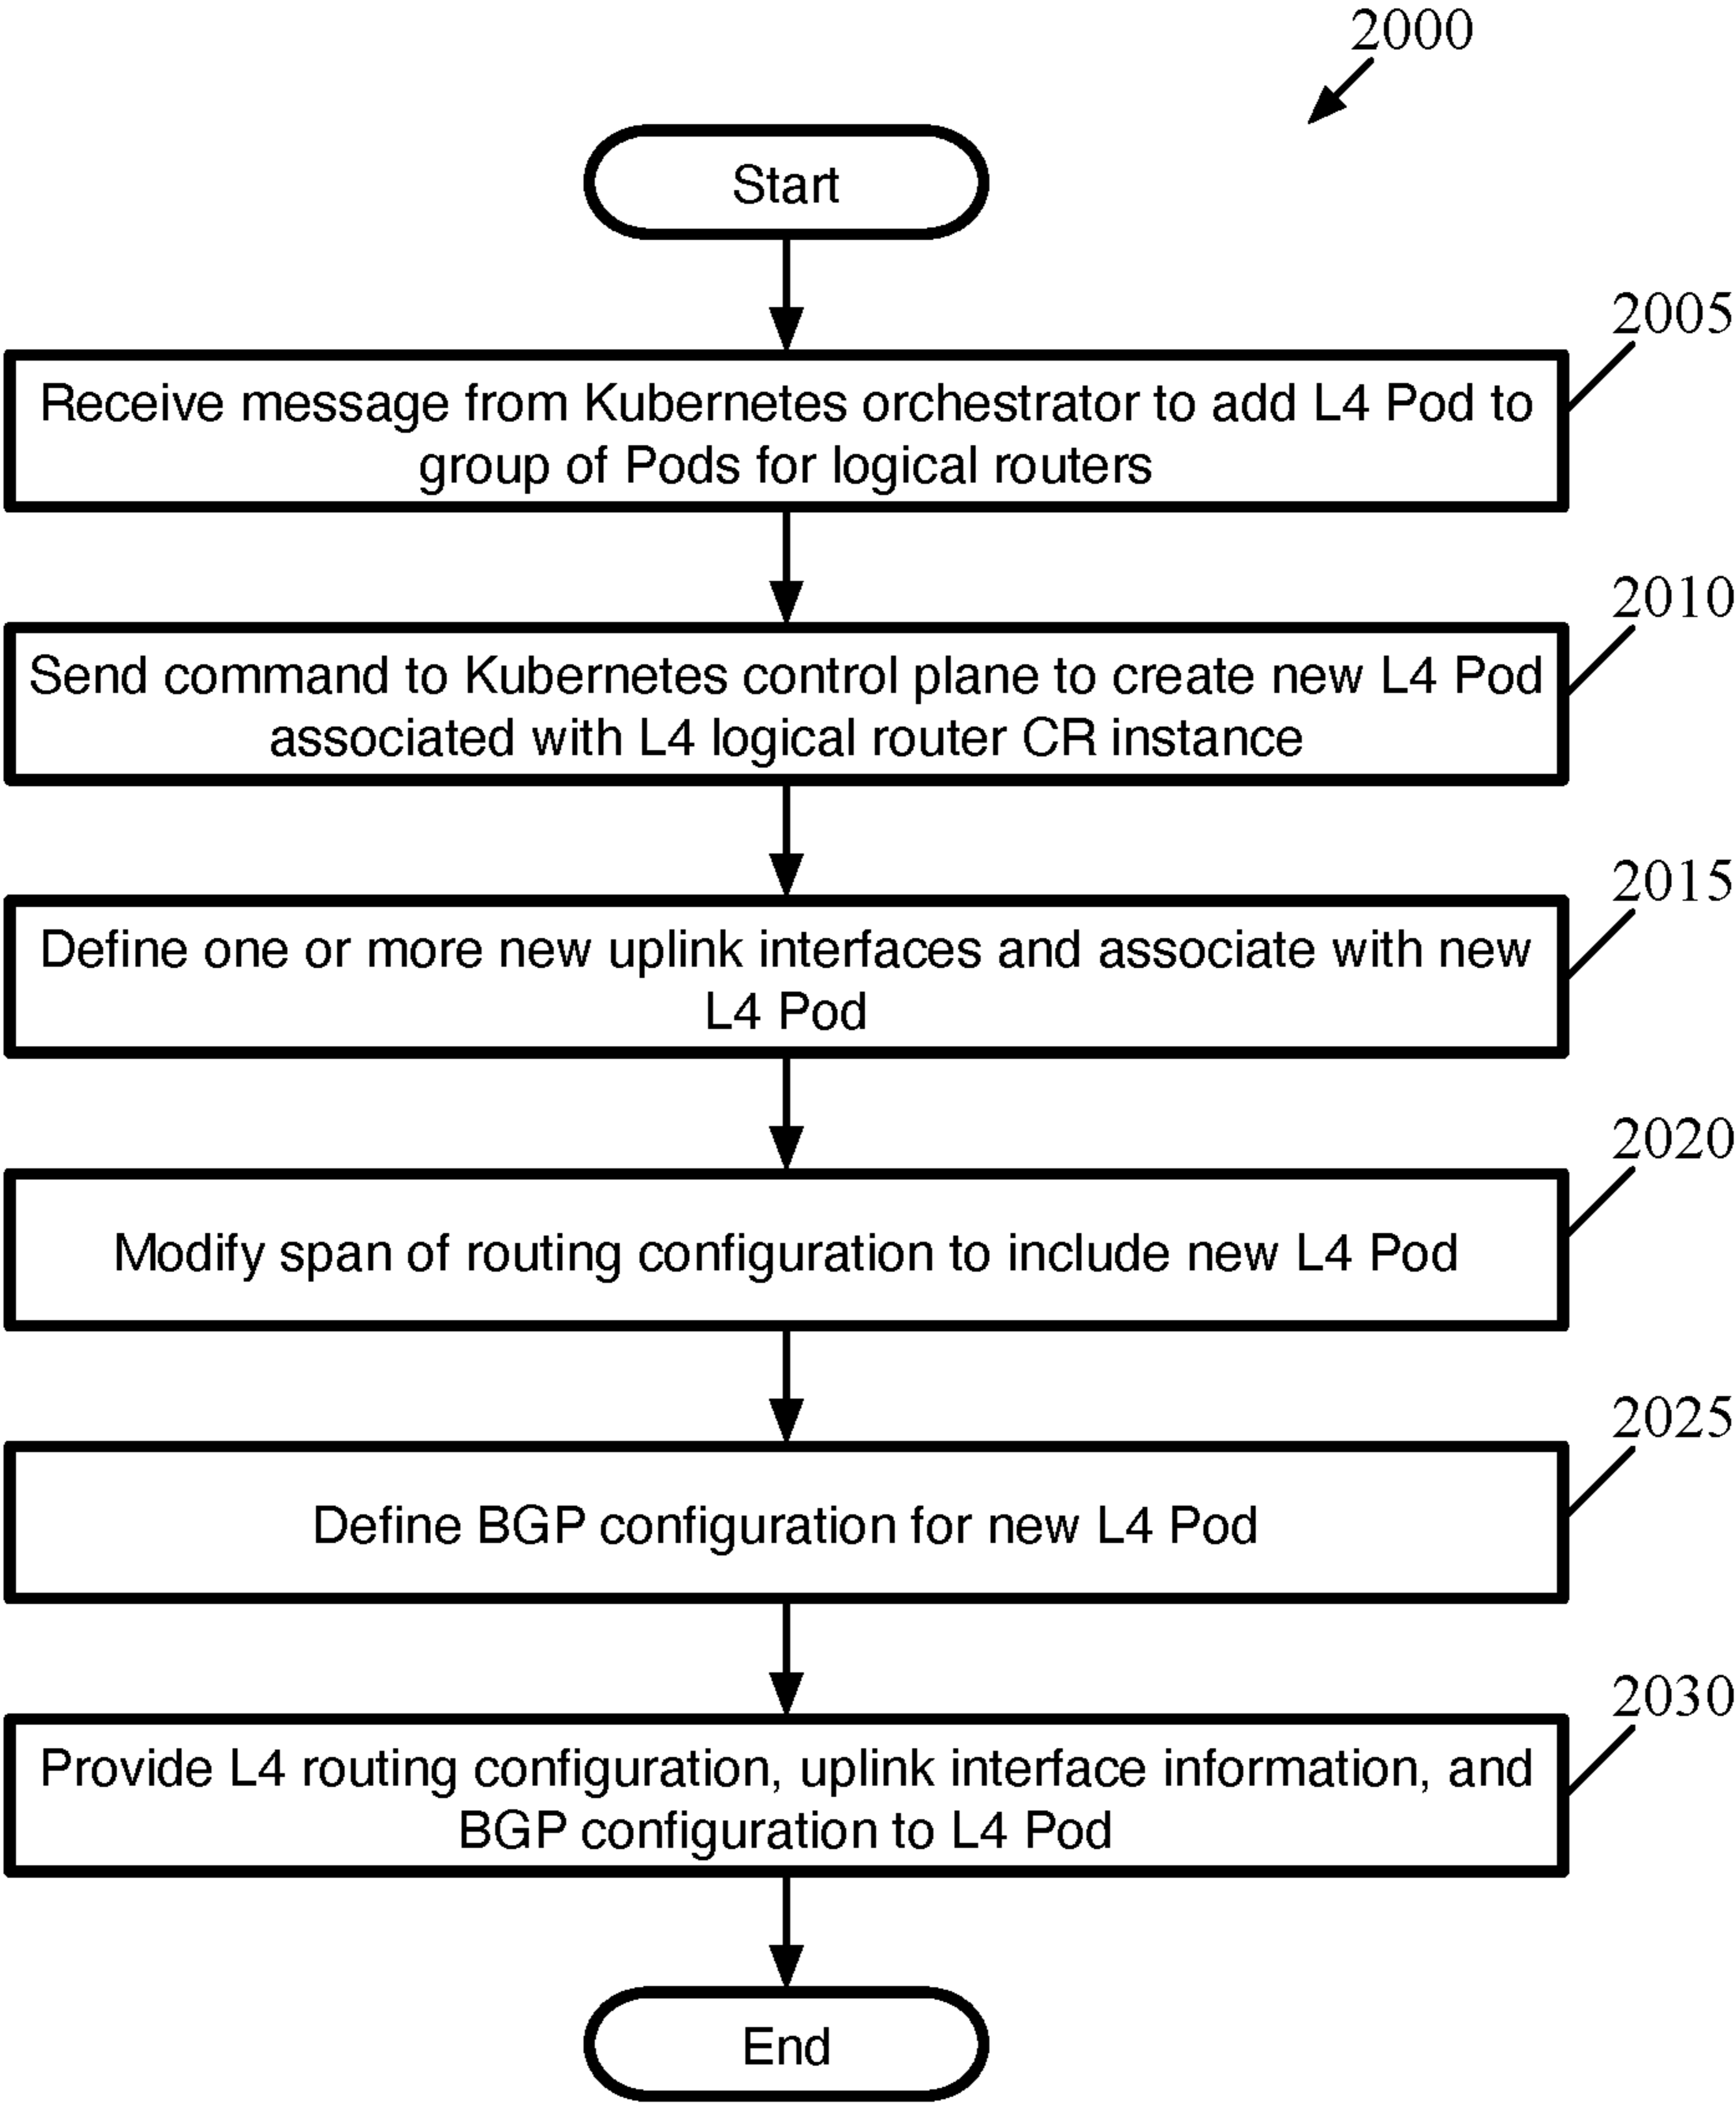 2000
Start
2005
Receive message from Kubernetes orchestrator to add L4 Pod to
group of Pods for logical routers
2010
Send command to Kubernetes control plane to create new L4 Pod
associated with L4 logical router CR instance
2015
Define one or more new uplink interfaces and associate with new
L4 Pod
2020
Modify span of routing configuration to include new L4 Pod
2025
Define BGP configuration for new L4 Pod
2030
Provide L4 routing configuration, uplink interface information, and
BGP configuration to L4 Pod
End